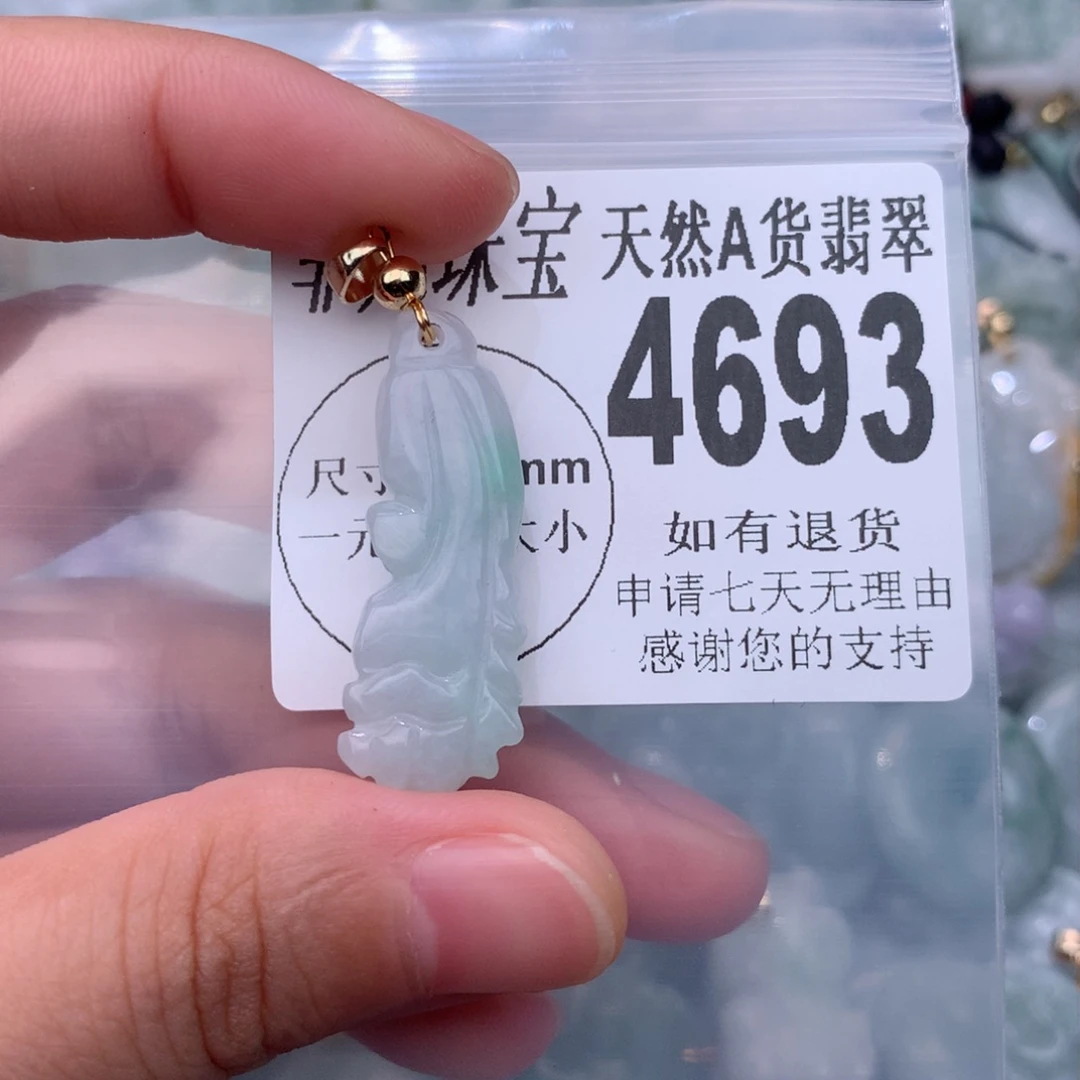 珠宝
天然A货翡翠
4693
尺寸 mm
一元 大小
如有退货
申请七天无理由
感谢您的支持